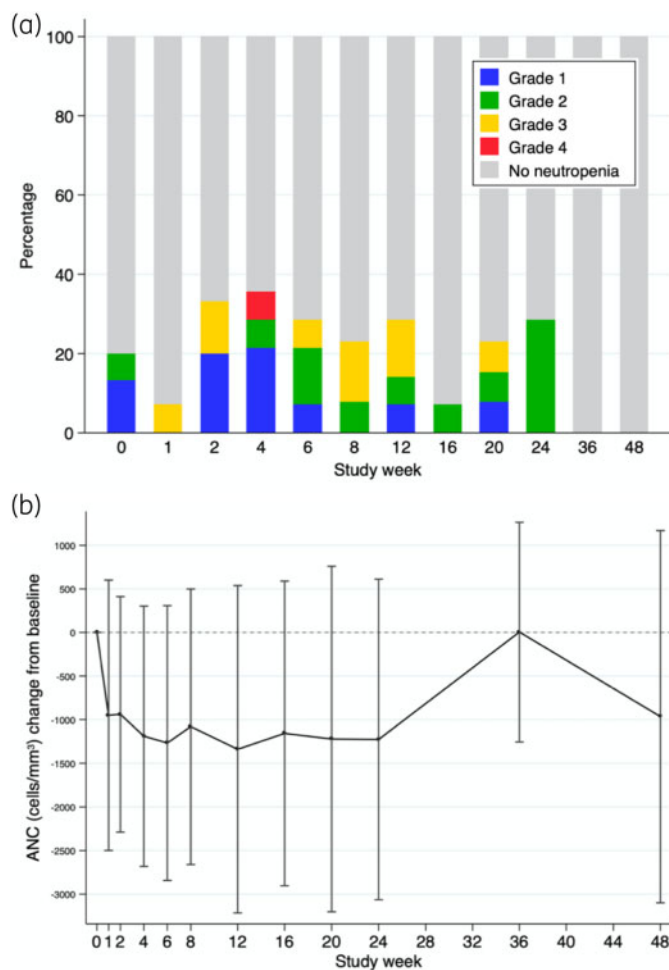 (a)
100
80
60
40
20
0
Percentage
Grade 1
Grade 2
Grade 3
Grade 4
No neutropenia
0 1 2 4 6 8 12 16 20 24 36 48
Study week
(b)
1000
500
0
-500
-1000
-1500
-2000
-2500
-3000
ANC (cells/mm³) change from baseline
0 1 2 4 6 8 12 16 20 24 28 32 36 40 44 48
Study week